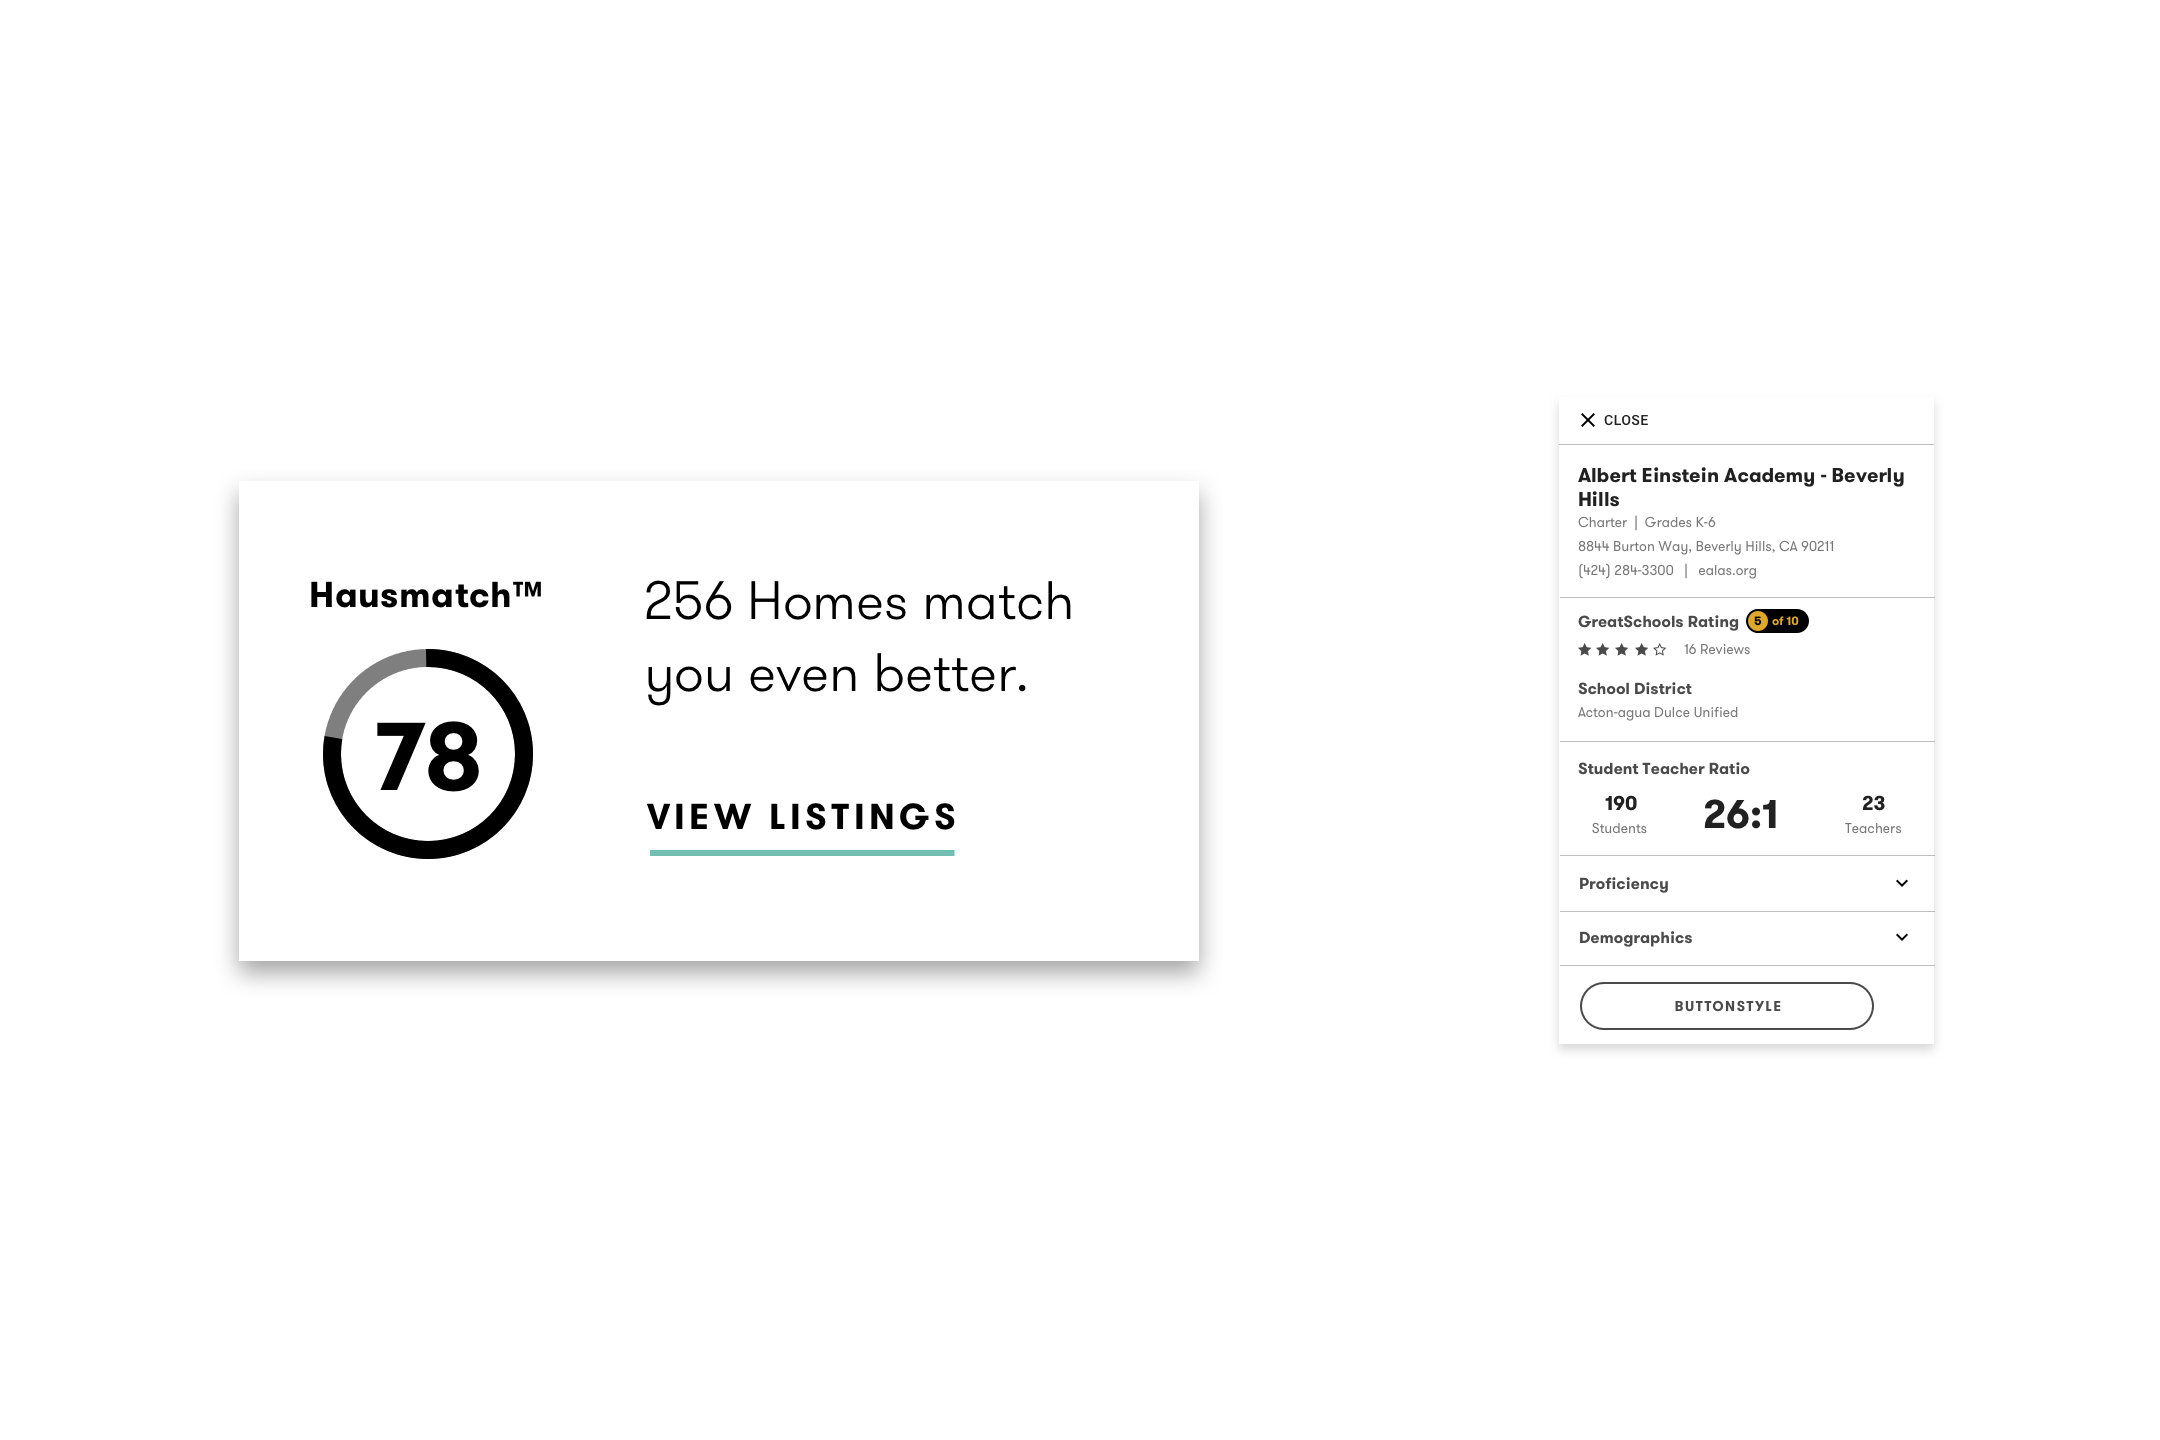 Hausmatch™
78
256 Homes match
you even better.
VIEW LISTINGS
CLOSE
Albert Einstein Academy - Beverly
Hills
Charter | Grades K-6
8844 Burton Way, Beverly Hills, CA 90211
(424) 284-3300 | ealas.org
GreatSchools Rating 5 of 10
16 Reviews
School District
Acton-agua Dulce Unified
Student Teacher Ratio
190 26:1 23
Students Teachers
Proficiency
Demographics
BUTTONSTYLE